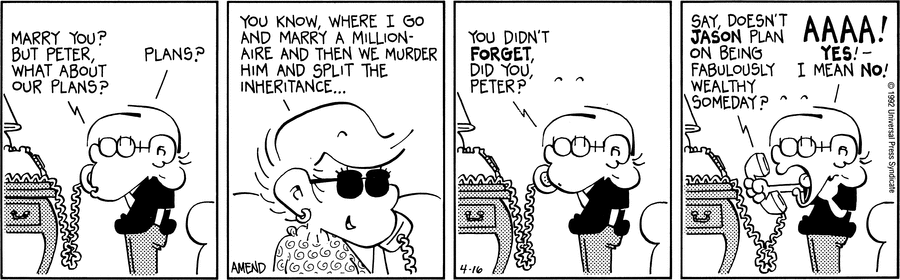 MARRY YOU?
BUT PETER,
WHAT ABOUT
OUR PLANS?
PLANS?
YOU KNOW, WHERE I GO
AND MARRY A MILLION-
AIRE AND THEN WE MURDER
HIM AND SPLIT THE
INHERITANCE...
AMEND
YOU DIDN'T
FORGET,
DID YOU,
PETER?
4-16
SAY, DOESN'T
JASON PLAN
ON BEING
FABULOUSLY
WEALTHY
SOMEDAY?
AAAA!
YES!–
I MEAN NO!
© 1992 Universal Press Syndicate